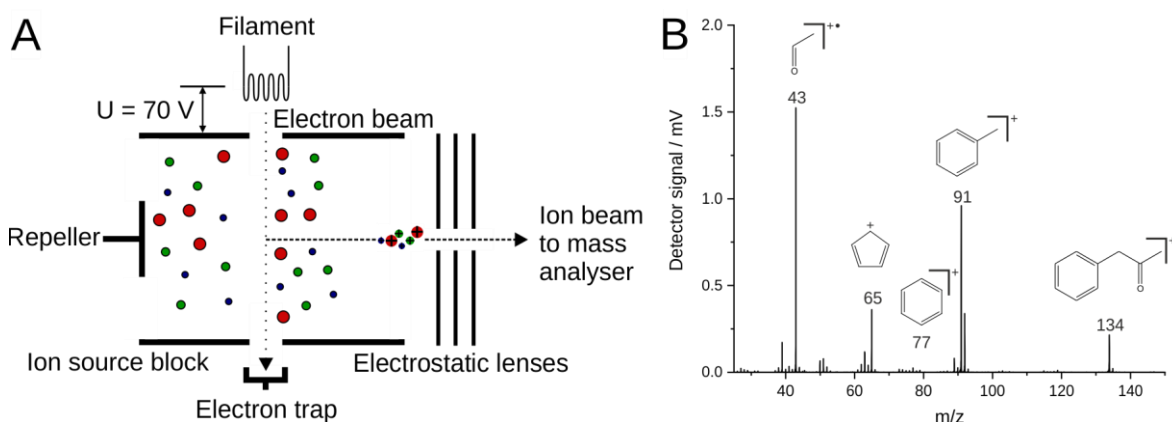 A
Filament
U = 70 V
Electron beam
Repeller
Ion beam
to mass
analyser
Ion source block
Electrostatic lenses
Electron trap
B
Detector signal / mV
2.0
1.5
1.0
0.5
0.0
40
60
80
100
120
140
m/z
43
O
+•
65
+
77
+
91
+
134
O
+